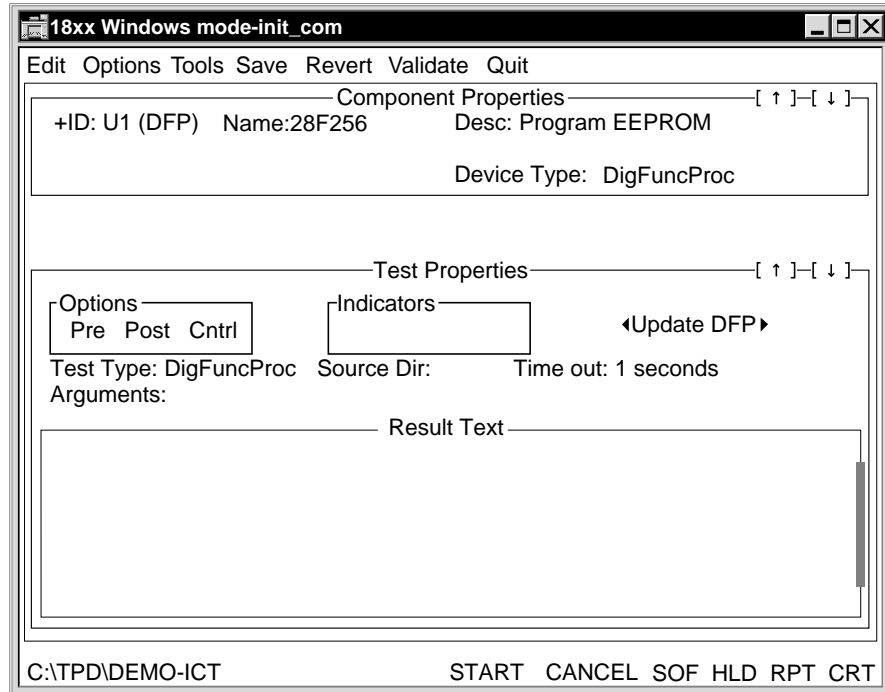 18xx Windows mode-init_com
Edit Options Tools Save Revert Validate Quit
Component Properties [ ↑ ]–[ ↓ ]
+ID: U1 (DFP) Name:28F256 Desc: Program EEPROM
Device Type: DigFuncProc
Test Properties [ ↑ ]–[ ↓ ]
Options Indicators
Pre Post Cntrl ◀Update DFP▶
Test Type: DigFuncProc Source Dir: Time out: 1 seconds
Arguments:
Result Text
C:\TPD\DEMO-ICT START CANCEL SOF HLD RPT CRT